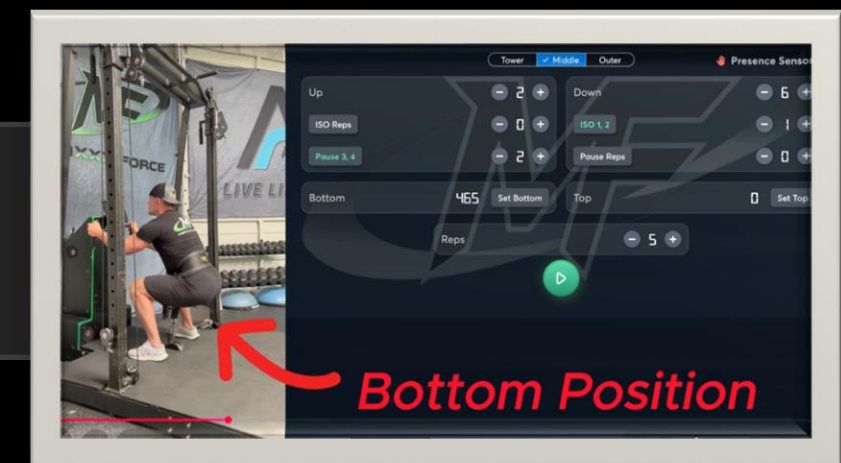 Tower ✓ Middle Outer
Presence Senso
Up 2
Down 6
ISO Reps 0
ISO 1, 2 1
Pause 3, 4 2
Pause Reps 0
Bottom 465 Set Bottom
Top 0 Set Top
Reps 5
FORCE
LIVE LI
Bottom Position